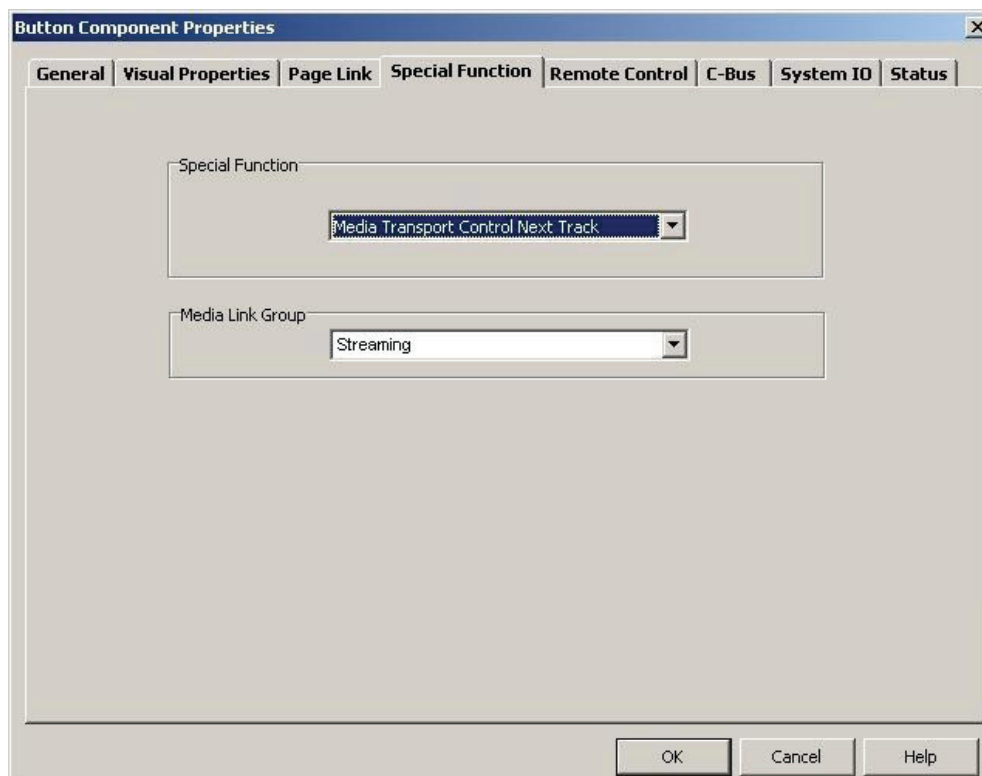 Button Component Properties
General Visual Properties Page Link Special Function Remote Control C-Bus System IO Status
Special Function
Media Transport Control Next Track
Media Link Group
Streaming
OK Cancel Help